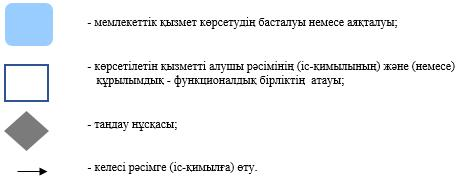 - мемлекеттік қызмет көрсетудің басталуы немесе аяқталуы;
- көрсетілетін қызметті алушы рәсімінің (іс-қимылының) және (немесе)
құрылымдық - функционалдық бірліктің атауы;
- таңдау нұсқасы;
- келесі рәсімге (іс-қимылға) өту.